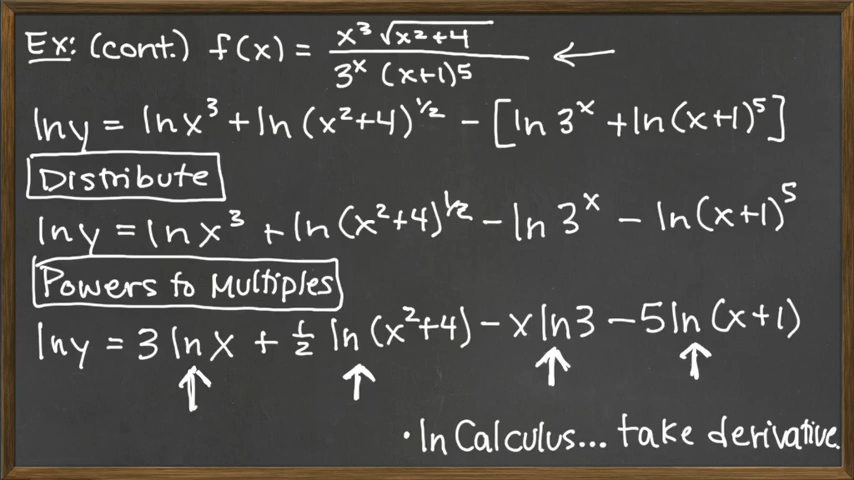 Ex: (cont.) f(x) = x³ √(x²+4) / 3ˣ (x+1)⁵ ←
ln y = ln x³ + ln (x²+4)^½ − [ln 3ˣ + ln (x+1)⁵]
Distribute
ln y = ln x³ + ln (x²+4)^½ − ln 3ˣ − ln (x+1)⁵
Powers to Multiples
ln y = 3 ln x + ½ ln (x²+4) − x ln 3 − 5 ln (x+1)
↑ ↑ ↑ ↑
• In Calculus... take derivative.